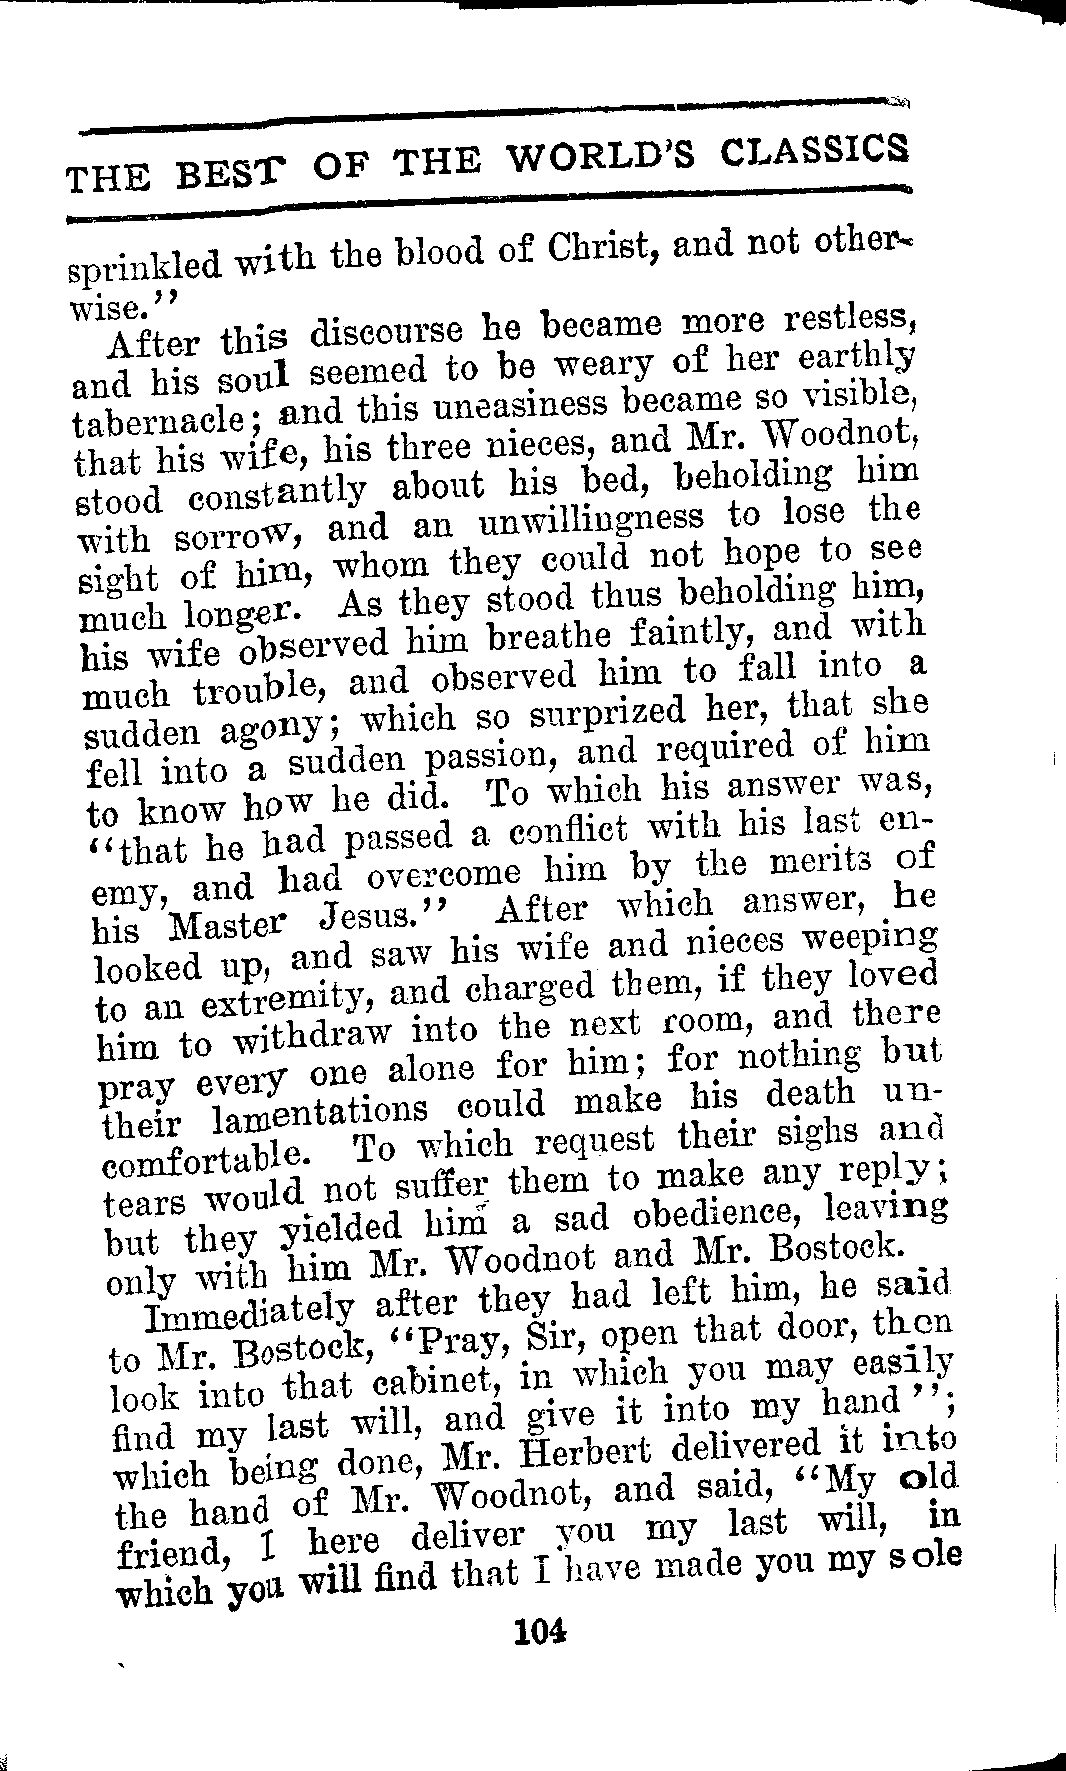 THE BEST OF THE WORLD'S CLASSICS
sprinkled with the blood of Christ, and not other-
wise."
After this discourse he became more restless,
and his soul seemed to be weary of her earthly
tabernacle; and this uneasiness became so visible,
that his wife, his three nieces, and Mr. Woodnot,
stood constantly about his bed, beholding him
with sorrow, and an unwillingness to lose the
sight of him, whom they could not hope to see
much longer. As they stood thus beholding him,
his wife observed him breathe faintly, and with
much trouble, and observed him to fall into a
sudden agony; which so surprized her, that she
fell into a sudden passion, and required of him
to know how he did. To which his answer was,
"that he had passed a conflict with his last en-
emy, and had overcome him by the merits of
his Master Jesus." After which answer, he
looked up, and saw his wife and nieces weeping
to an extremity, and charged them, if they loved
him to withdraw into the next room, and there
pray every one alone for him; for nothing but
their lamentations could make his death un-
comfortable. To which request their sighs and
tears would not suffer them to make any reply;
but they yielded him a sad obedience, leaving
only with him Mr. Woodnot and Mr. Bostock.
Immediately after they had left him, he said
to Mr. Bostock, "Pray, Sir, open that door, then
look into that cabinet, in which you may easily
find my last will, and give it into my hand";
which being done, Mr. Herbert delivered it into
the hand of Mr. Woodnot, and said, "My old
friend, I here deliver you my last will, in
which you will find that I have made you my sole
104